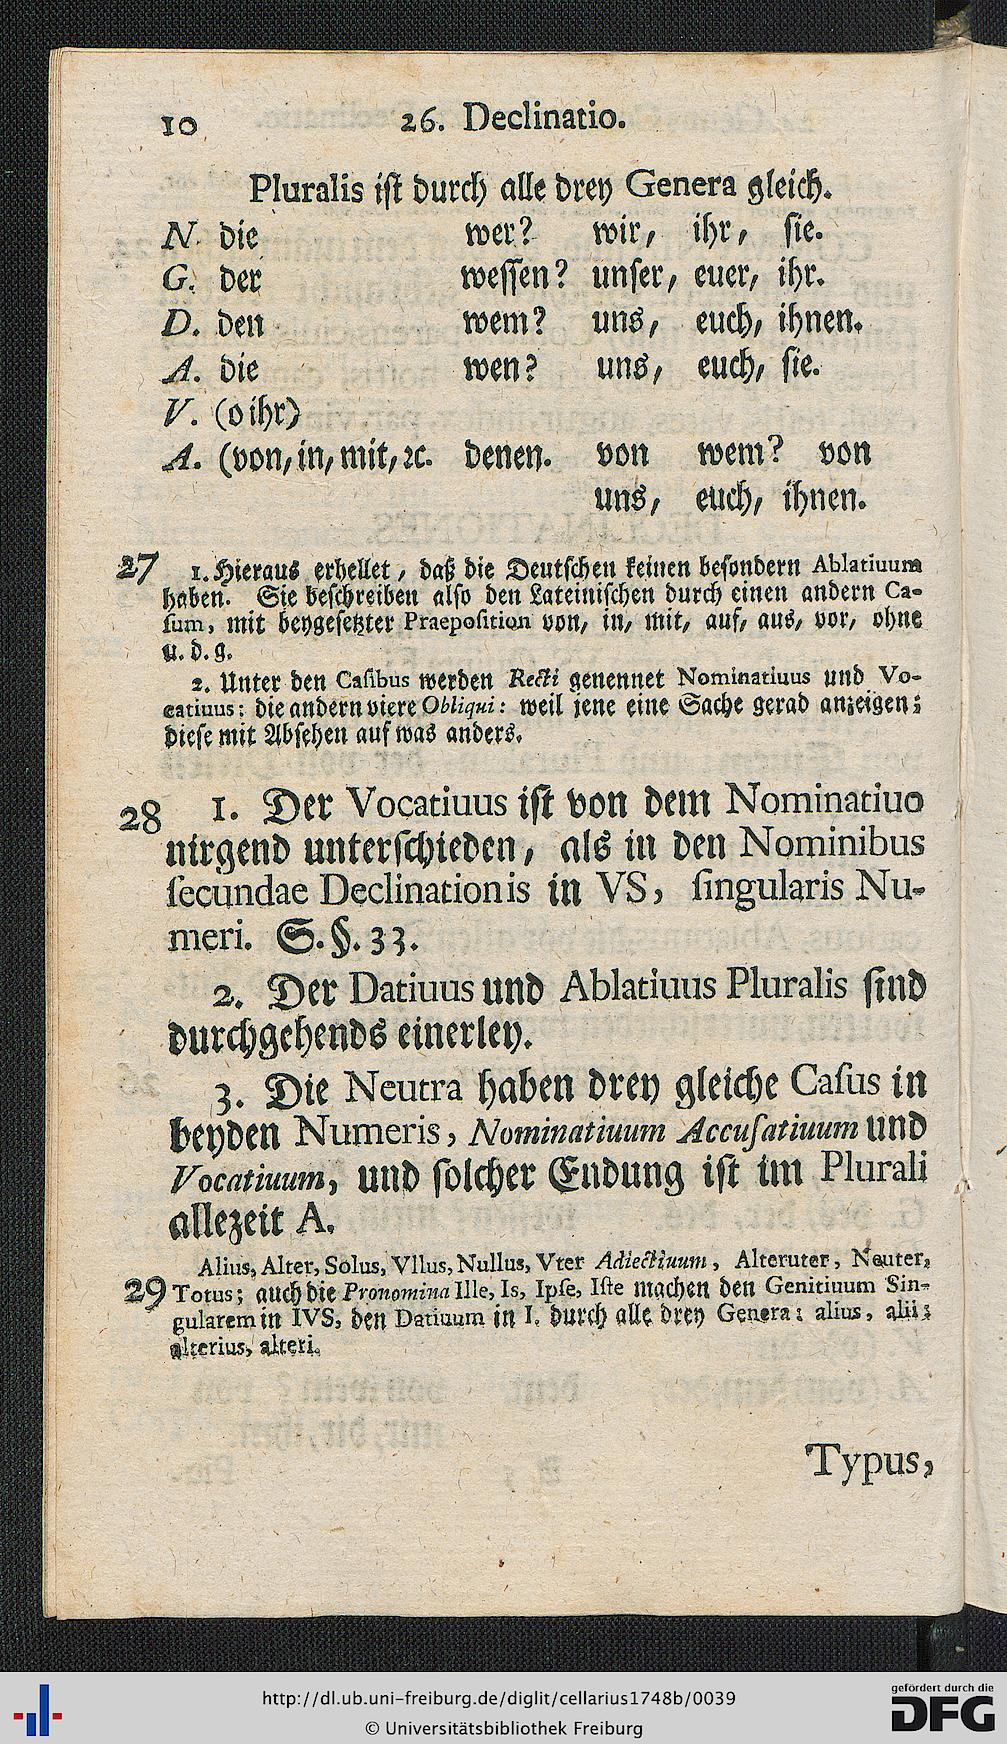 10 26. Declinatio.
Pluralis ist durch alle drey Genera gleich.
N. die wer? wir, ihr, sie.
G. der wessen? unser, euer, ihr.
D. den wem? uns, euch, ihnen.
A. die wen? uns, euch, sie.
V. (o ihr)
A. (von, in, mit, ꝛc. denen. von wem? von
uns, euch, ihnen.
27 1. Hieraus erhellet, daß die Deutschen keinen besondern Ablatiuum
haben. Sie beschreiben also den Lateinischen durch einen andern Ca-
ſum, mit beygesetzter Praepoſition von, in, mit, auf, aus, vor, ohne
u. d. g.
2. Unter den Caſibus werden Recti genennet Nominatiuus und Vo-
catiuus: die andern viere Obliqui: weil jene eine Sache gerad anzeigen;
diese mit Absehen auf was anders.
28 1. Der Vocatiuus ist von dem Nominatiuo
nirgend unterschieden, als in den Nominibus
ſecundae Declinationis in VS, ſingularis Nu-
meri. S. §. 33.
2. Der Datiuus und Ablatiuus Pluralis sind
durchgehends einerley.
3. Die Neutra haben drey gleiche Caſus in
beyden Numeris, Nominatiuum Accuſatiuum und
Vocatiuum, und solcher Endung ist im Plurali
allezeit A.
Alius, Alter, Solus, Vllus, Nullus, Vter Adiectiuum, Alteruter, Neuter,
29 Totus; auch die Pronomina Ille, Is, Ipſe, Iſte machen den Genitiuum Sin-
gularem in IVS, den Datiuum in I. durch alle drey Genera: alius, alii;
alterius, alteri.
Typus,
http://dl.ub.uni-freiburg.de/diglit/cellarius1748b/0039
© Universitätsbibliothek Freiburg
gefördert durch die
DFG